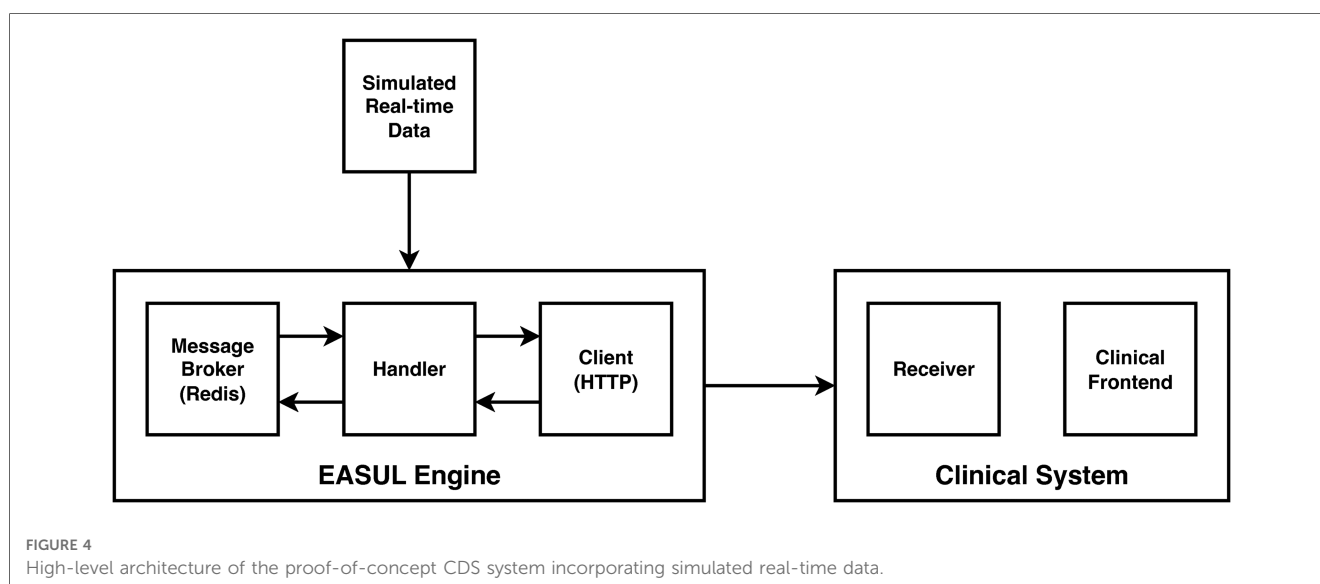 Simulated
Real-time
Data
Message
Broker
(Redis)
Handler
Client
(HTTP)
EASUL Engine
Receiver
Clinical
Frontend
Clinical System
FIGURE 4
High-level architecture of the proof-of-concept CDS system incorporating simulated real-time data.